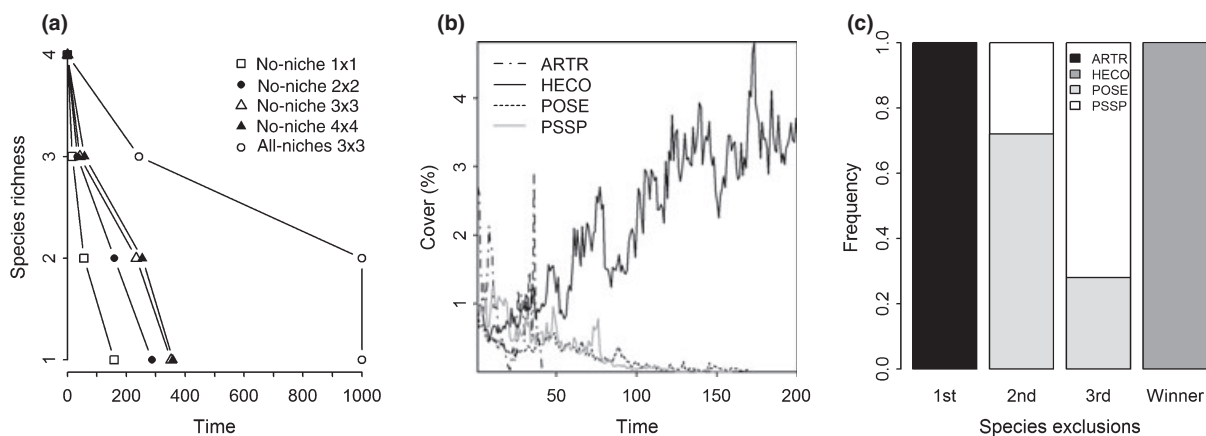 (a)
Species richness
4
3
2
1
No-niche 1x1
No-niche 2x2
No-niche 3x3
No-niche 4x4
All-niches 3x3
0 200 400 600 800 1000
Time
(b)
Cover (%)
4
3
2
1
ARTR
HECO
POSE
PSSP
50 100 150 200
Time
(c)
Frequency
1.0
0.8
0.6
0.4
0.2
0.0
ARTR
HECO
POSE
PSSP
1st 2nd 3rd Winner
Species exclusions